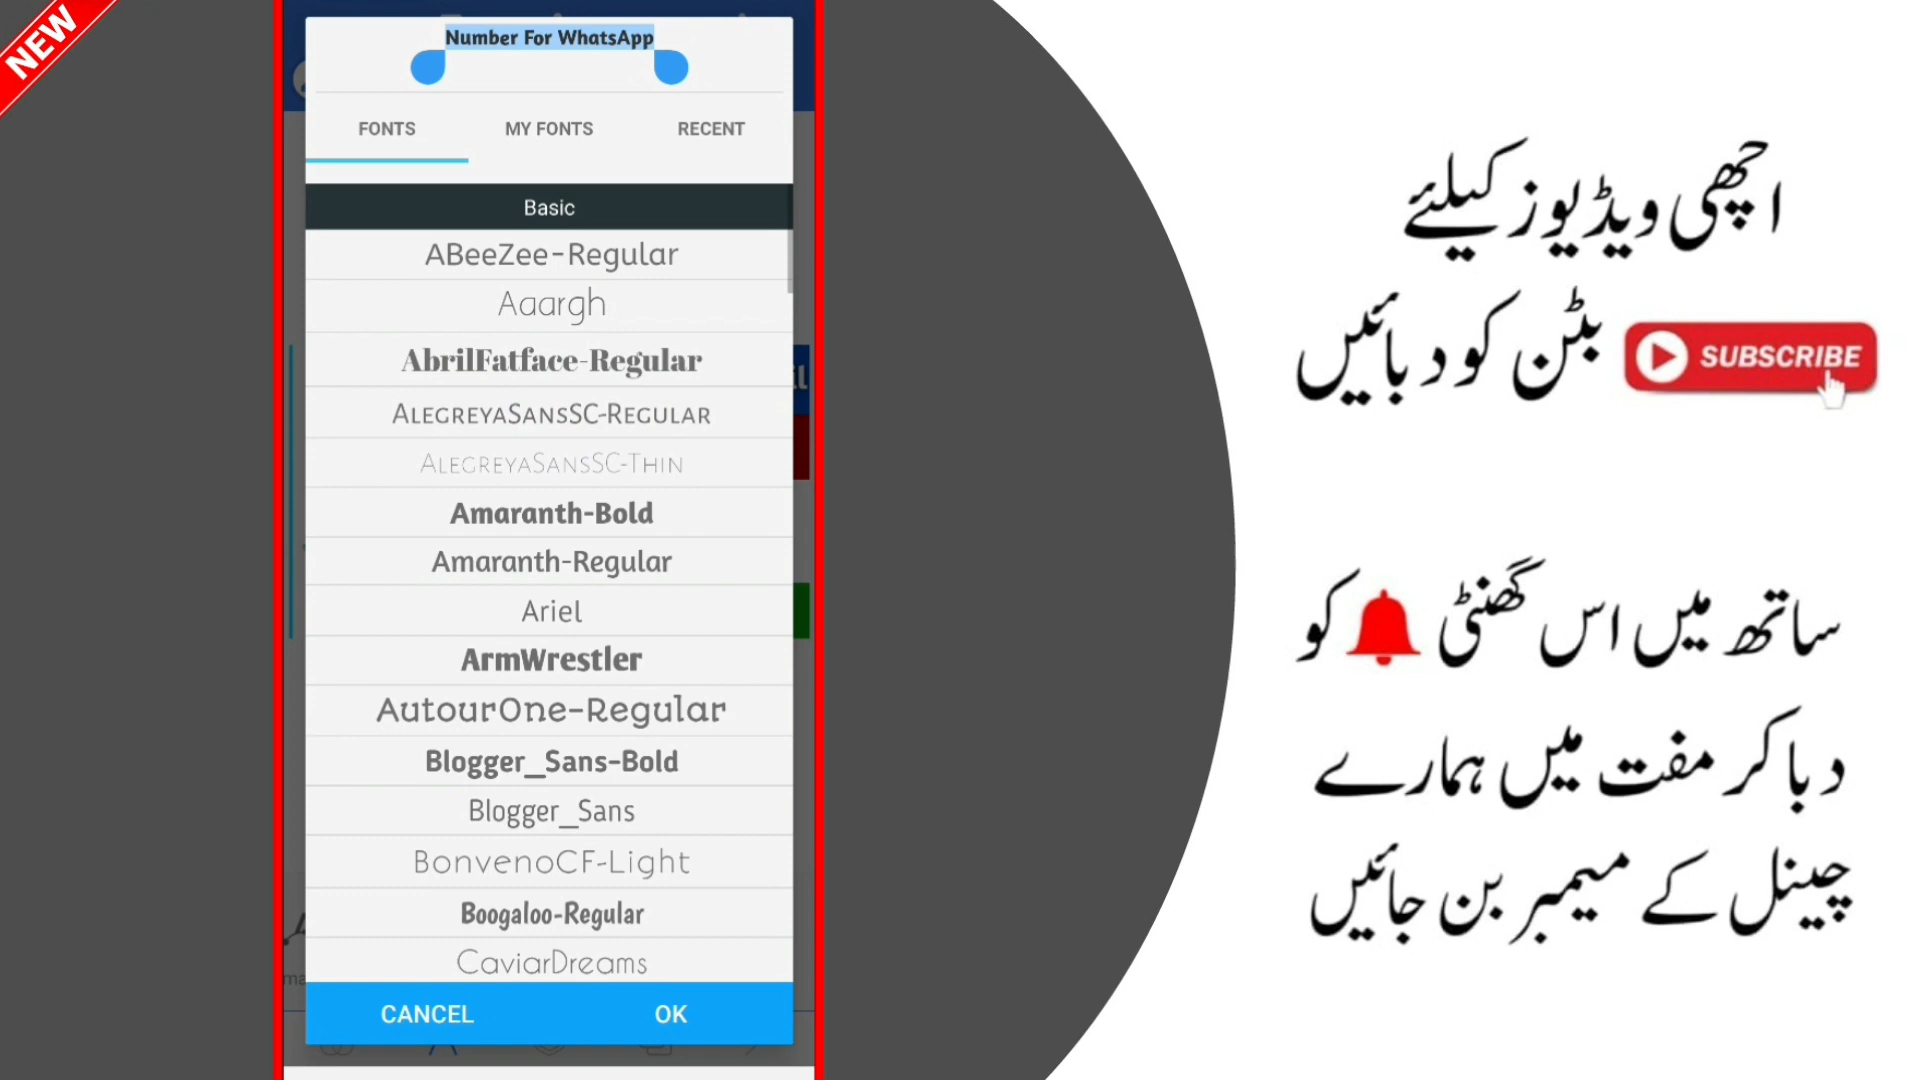 NEW
Number For WhatsApp
FONTS
MY FONTS
RECENT
Basic
ABeeZee-Regular
Aaargh
AbrilFatface-Regular
AlegreyaSansSC-Regular
AlegreyaSansSC-Thin
Amaranth-Bold
Amaranth-Regular
Ariel
ArmWrestler
AutourOne-Regular
Blogger_Sans-Bold
Blogger_Sans
BonvenoCF-Light
Boogaloo-Regular
CaviarDreams
CANCEL
OK
اچھی ویڈیوز کیلئے
SUBSCRIBE بٹن کو دبائیں
ساتھ میں اس گھنٹی کو
دبا کر مفت میں ہمارے
چینل کے میمبر بن جائیں